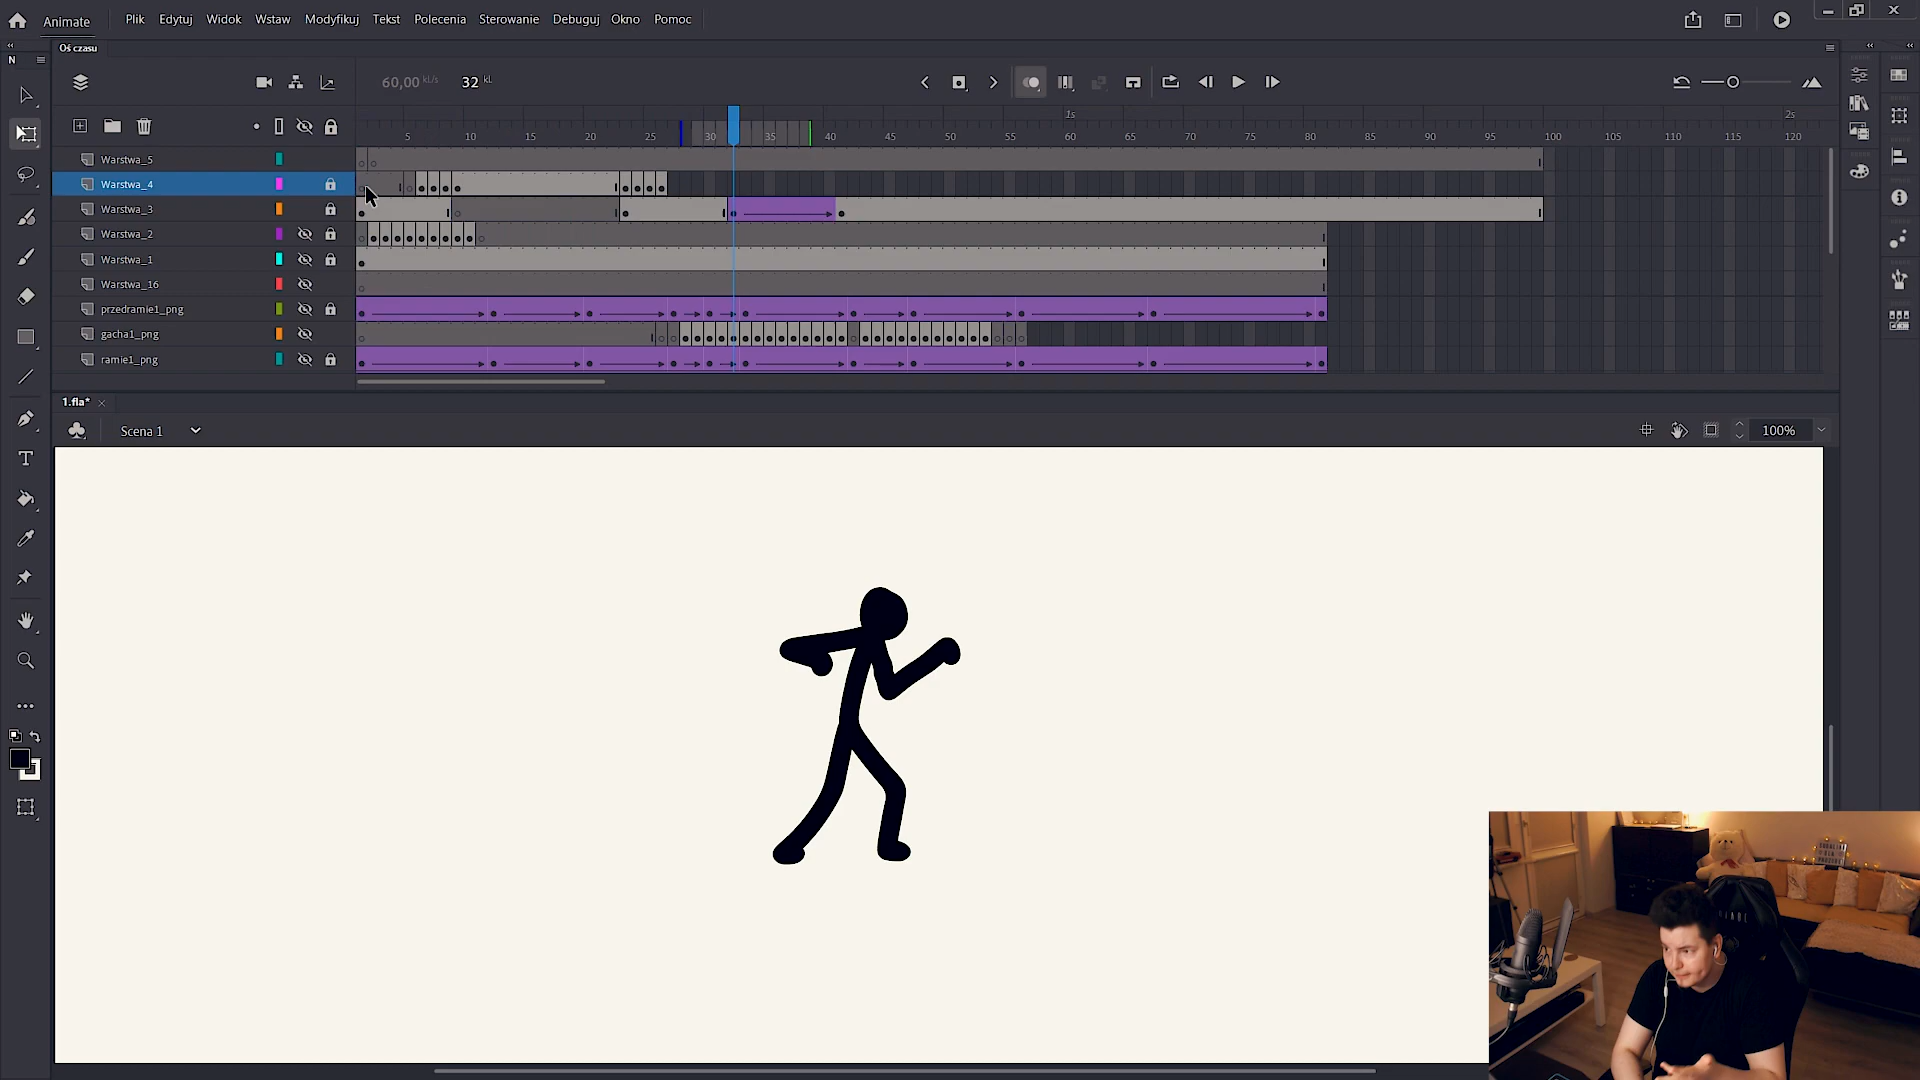 Animate Plik Edytuj Widok Wstaw Modyfikuj Tekst Polecenia Sterowanie Debuguj Okno Pomoc
Oś czasu
N
60,00 kl/s 32 kL
1s 2s
5 10 15 20 25 30 35 40 45 50 55 60 65 70 75 80 85 90 95 100 105 110 115 120
Warstwa_5
Warstwa_4
Warstwa_3
Warstwa_2
Warstwa_1
Warstwa_16
przedramie1_png
gacha1_png
ramie1_png
1.fla*
Scena 1 100%